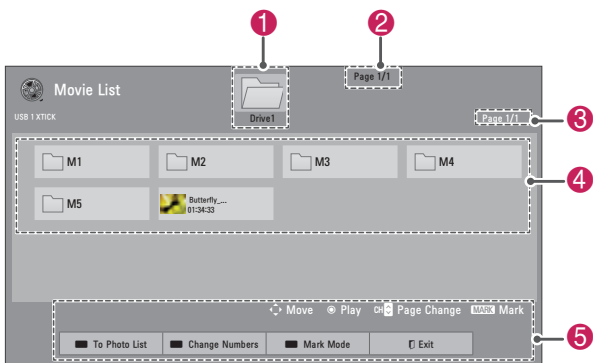 1
2
Page 1/1
Movie List
USB 1 XTICK
Drive1
Page 1/1
3
M1
M2
M3
M4
4
M5
Butterfly_...
01:34:33
Move
Play
CH
Page Change
MARK
Mark
5
To Photo List
Change Numbers
Mark Mode
Exit